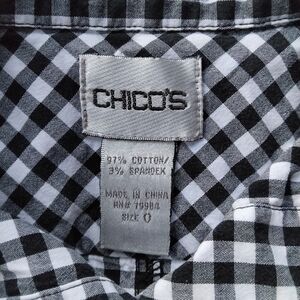 CHICO'S
97% COTTON/
3% SPANDEX
MADE IN CHINA
RN# 79984
SIZE 0